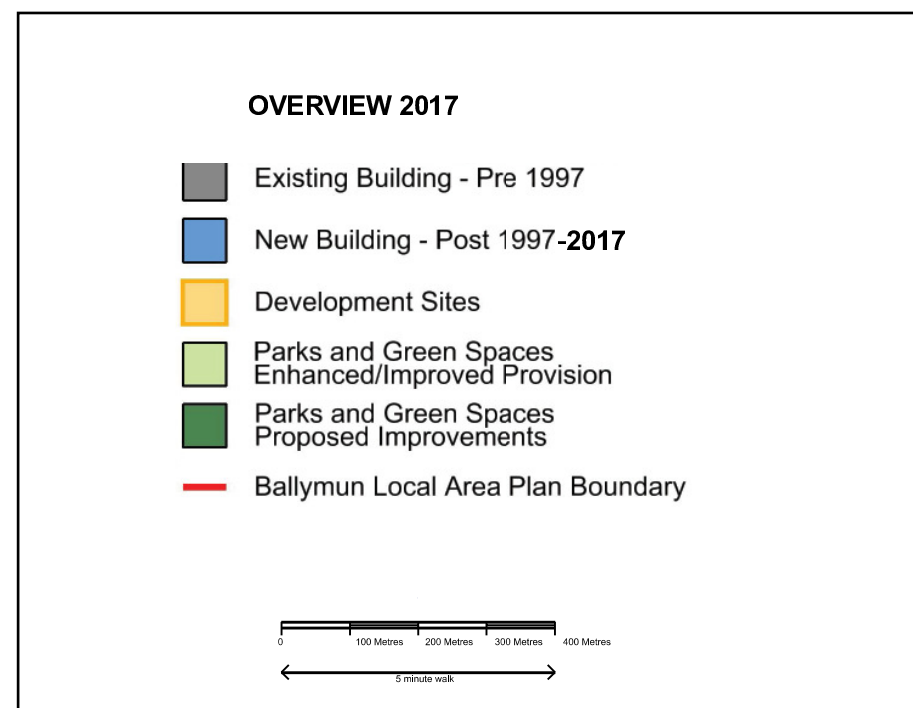 OVERVIEW 2017
Existing Building - Pre 1997
New Building - Post 1997-2017
Development Sites
Parks and Green Spaces
Enhanced/Improved Provision
Parks and Green Spaces
Proposed Improvements
Ballymun Local Area Plan Boundary
0 100 Metres 200 Metres 300 Metres 400 Metres
5 minute walk